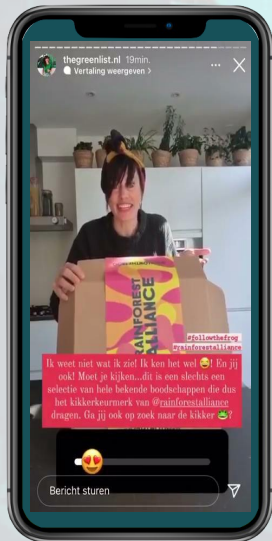 thegreenlist.nl 19min.
Vertaling weergeven >
RAINFOREST
ALLIANCE
#followthefrog
@rainforestalliance
Ik weet niet wat ik zie! Ik ken het wel 😂! En jij
ook! Moet je kijken...dit is een slechts een
selectie van hele bekende boodschappen die dus
het kikkerkeurmerk van @rainforestalliance
dragen. Ga jij ook op zoek naar de kikker 🐸?
Bericht sturen